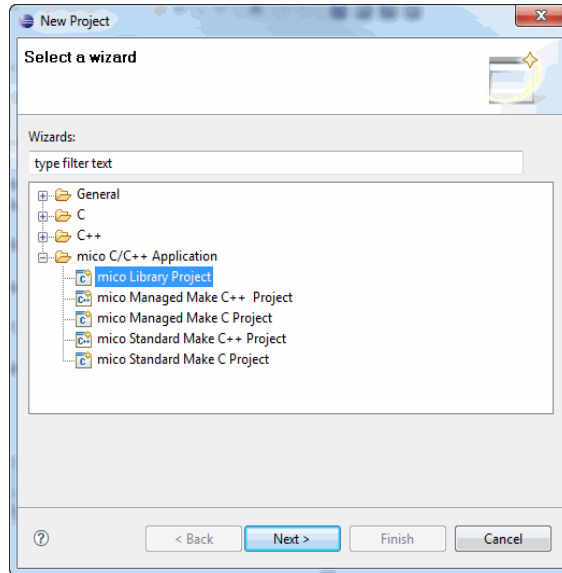 New Project
Select a wizard
Wizards:
type filter text
General
C
C++
mico C/C++ Application
mico Library Project
mico Managed Make C++  Project
mico Managed Make C Project
mico Standard Make C++ Project
mico Standard Make C Project
< Back Next > Finish Cancel